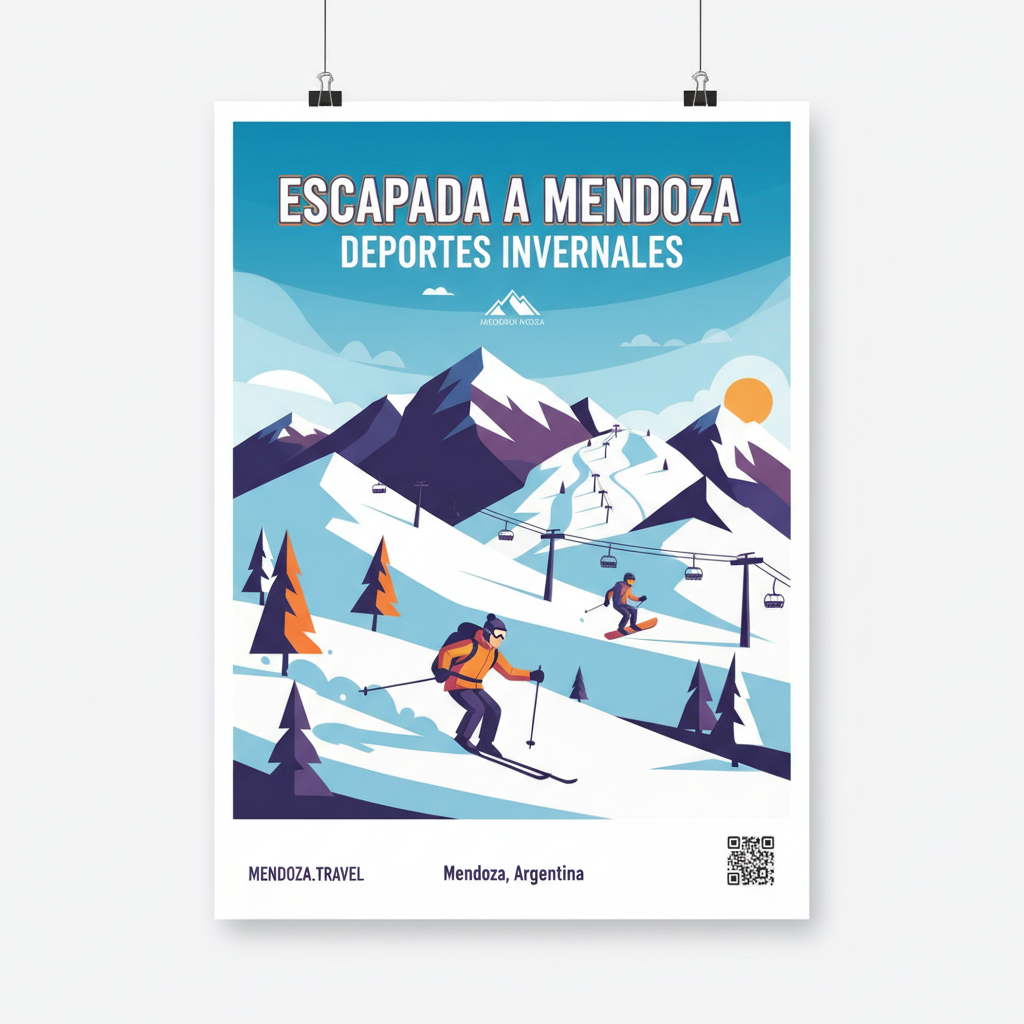 ESCAPADA A MENDOZA
DEPORTES INVERNALES
MENDOZA.TRAVEL
Mendoza, Argentina